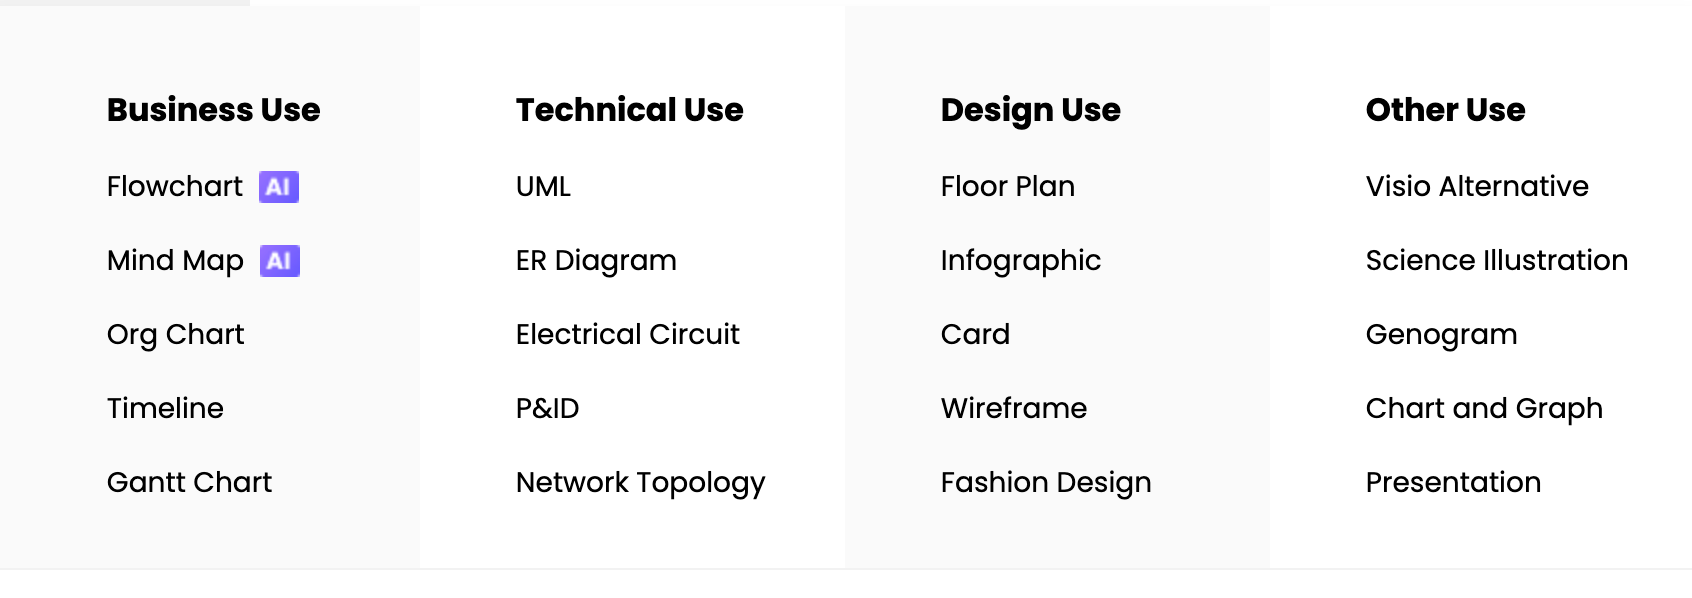 Business Use
Flowchart AI
Mind Map AI
Org Chart
Timeline
Gantt Chart
Technical Use
UML
ER Diagram
Electrical Circuit
P&ID
Network Topology
Design Use
Floor Plan
Infographic
Card
Wireframe
Fashion Design
Other Use
Visio Alternative
Science Illustration
Genogram
Chart and Graph
Presentation